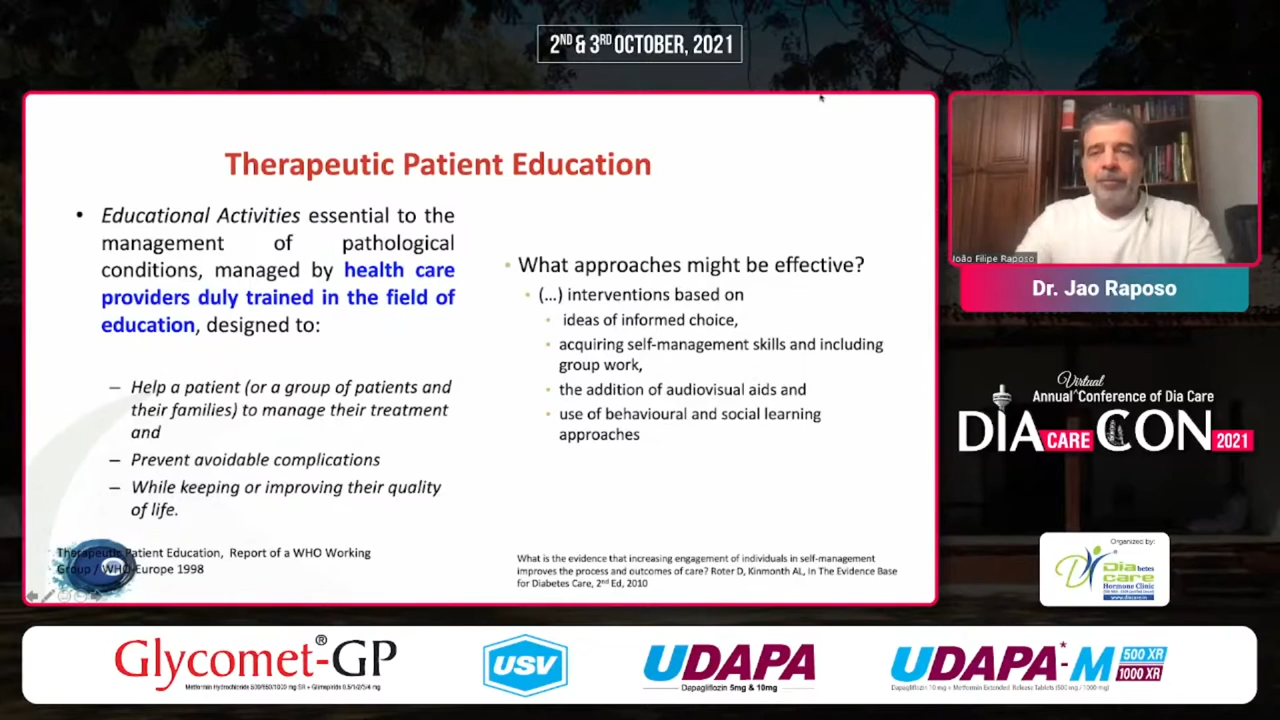 2ND & 3RD OCTOBER, 2021
Therapeutic Patient Education
• Educational Activities essential to the
management of pathological
conditions, managed by health care
providers duly trained in the field of
education, designed to:
– Help a patient (or a group of patients and
their families) to manage their treatment
and
– Prevent avoidable complications
– While keeping or improving their quality
of life.
Therapeutic Patient Education, Report of a WHO Working
Group / WHO Europe 1998
• What approaches might be effective?
• (...) interventions based on
• ideas of informed choice,
• acquiring self-management skills and including
group work,
• the addition of audiovisual aids and
• use of behavioural and social learning
approaches
What is the evidence that increasing engagement of individuals in self-management
improves the process and outcomes of care? Roter D, Kinmonth AL, In The Evidence Base
for Diabetes Care, 2nd Ed, 2010
João Filipe Raposo
Dr. Jao Raposo
Virtual
Annual^Conference of Dia Care
DIA CARE CON 2021
Organized by:
Diabetes
care
Hormone Clinic
Glycomet®-GP
Metformin Hydrochloride 500/850/1000 mg SR + Glimepiride 0.5/1/2/3/4 mg
USV
UDAPA
Dapagliflozin 5mg & 10mg
UDAPA*-M 500 XR
1000 XR
Dapagliflozin 10 mg + Metformin Extended Release Tablets (500 mg / 1000 mg)